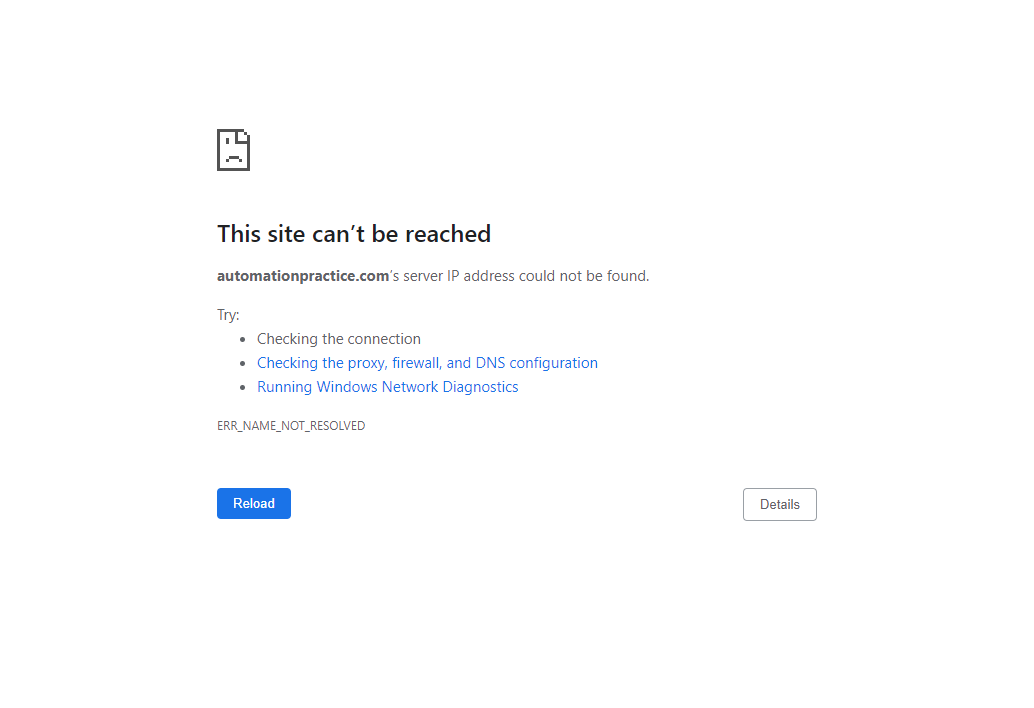 This site can’t be reached
automationpractice.com's server IP address could not be found.
Try:
Checking the connection
Checking the proxy, firewall, and DNS configuration
Running Windows Network Diagnostics
ERR_NAME_NOT_RESOLVED
Reload
Details